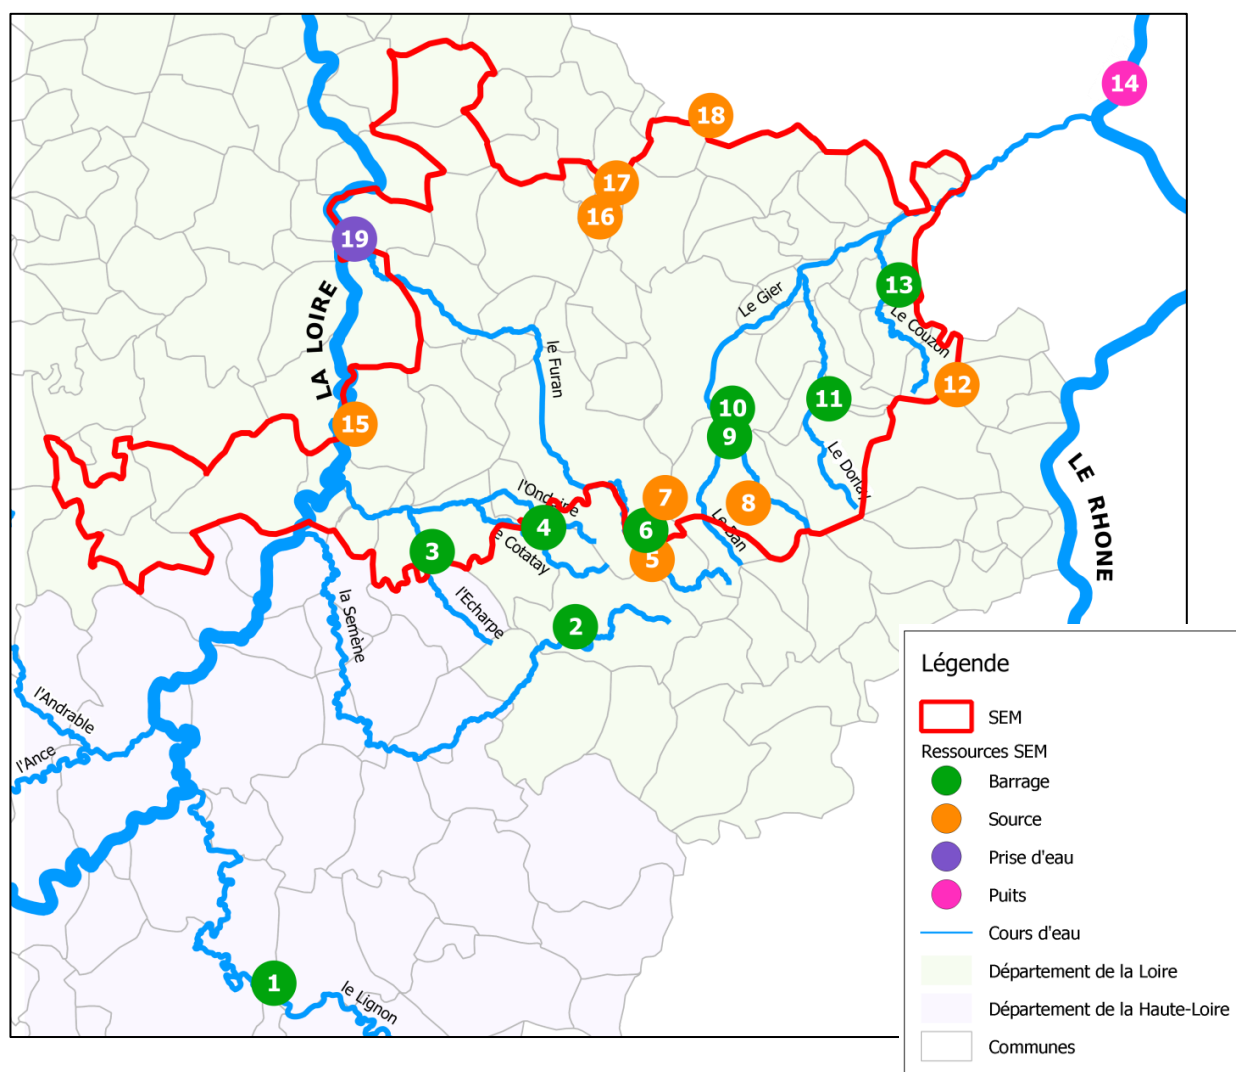 14
18
17
16
19
13
Le Gier
Le Couzon
LA LOIRE
le Furan
12
11
10
15
9
Le Dorlay
LE RHONE
l'Ondaine
7
8
4
6
Le Ban
3
Le Cotatay
5
l'Echarpe
la Semène
2
l'Andrable
l'Ance
1
le Lignon
Légende
SEM
Ressources SEM
Barrage
Source
Prise d'eau
Puits
Cours d'eau
Département de la Loire
Département de la Haute-Loire
Communes